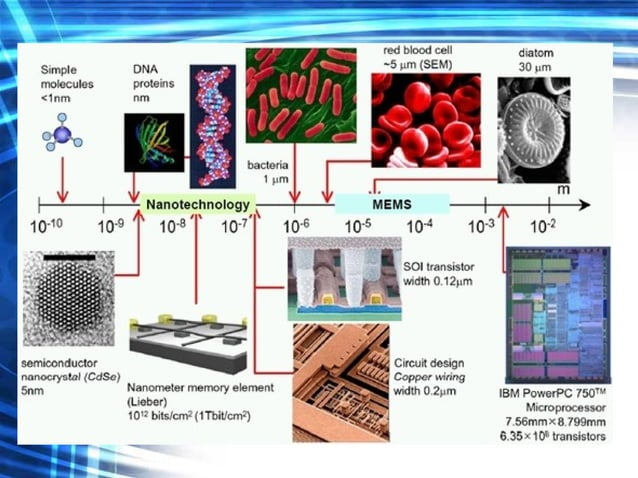 Simple
molecules
<1nm
DNA
proteins
nm
bacteria
1 μm
red blood cell
~5 μm (SEM)
diatom
30 μm
m
Nanotechnology
MEMS
10-10
10-9
10-8
10-7
10-6
10-5
10-4
10-3
10-2
semiconductor
nanocrystal (CdSe)
5nm
Nanometer memory element
(Lieber)
10¹² bits/cm² (1Tbit/cm²)
SOI transistor
width 0.12μm
Circuit design
Copper wiring
width 0.2μm
IBM PowerPC 750™
Microprocessor
7.56mm×8.799mm
6.35×10⁶ transistors